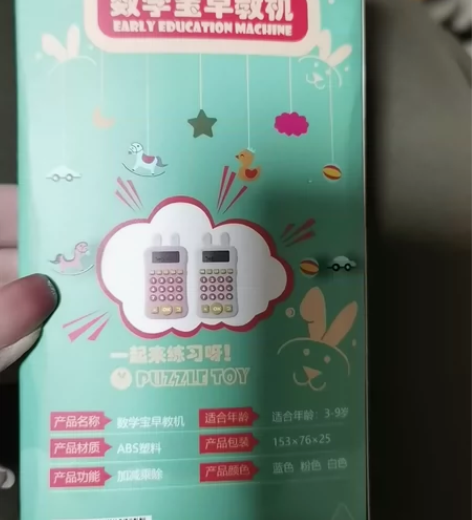 数学宝早教机
EARLY EDUCATION MACHINE
一起来练习呀!
PUZZLE TOY
产品名称 数学宝早教机 适合年龄 适合年龄: 3-9岁
产品材质 ABS塑料 产品包装 153×76×25
产品功能 加减乘除 产品颜色 蓝色 粉色 白色